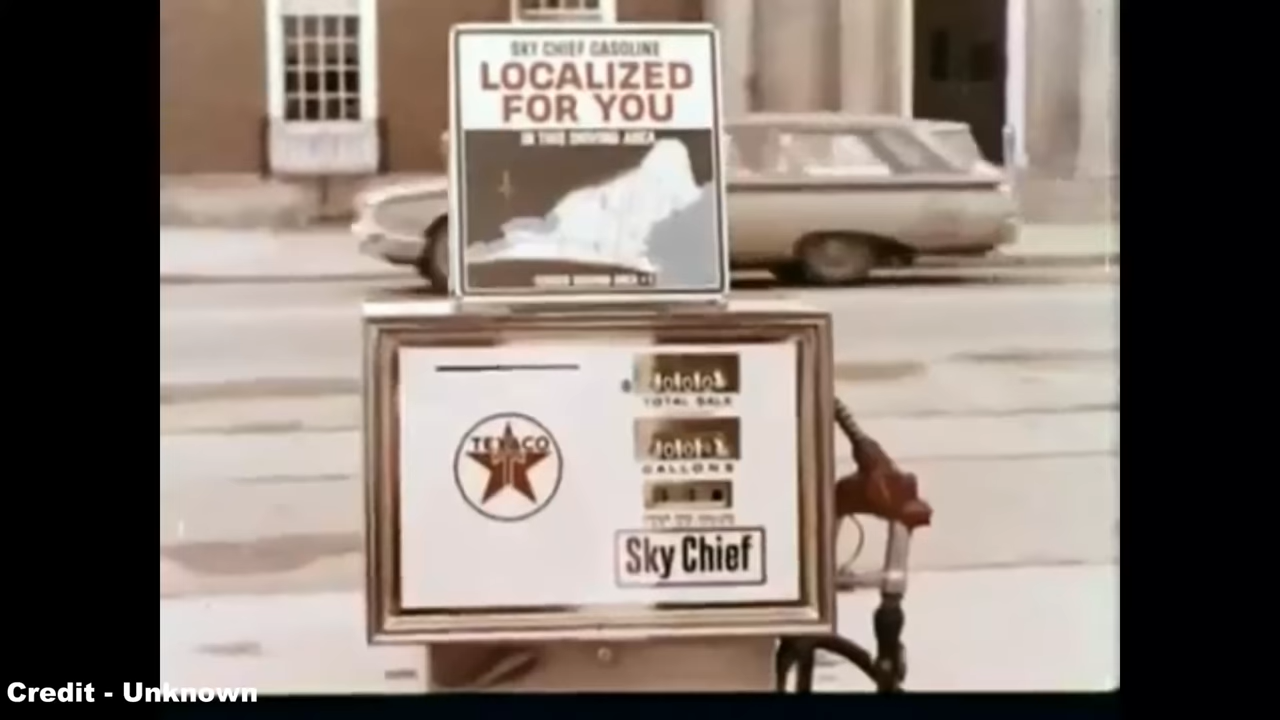 SKY CHIEF GASOLINE
LOCALIZED
FOR YOU
IN THIS DRIVING AREA
TEXACO
T
TOTAL SALE
GALLONS
Sky Chief
Credit - Unknown